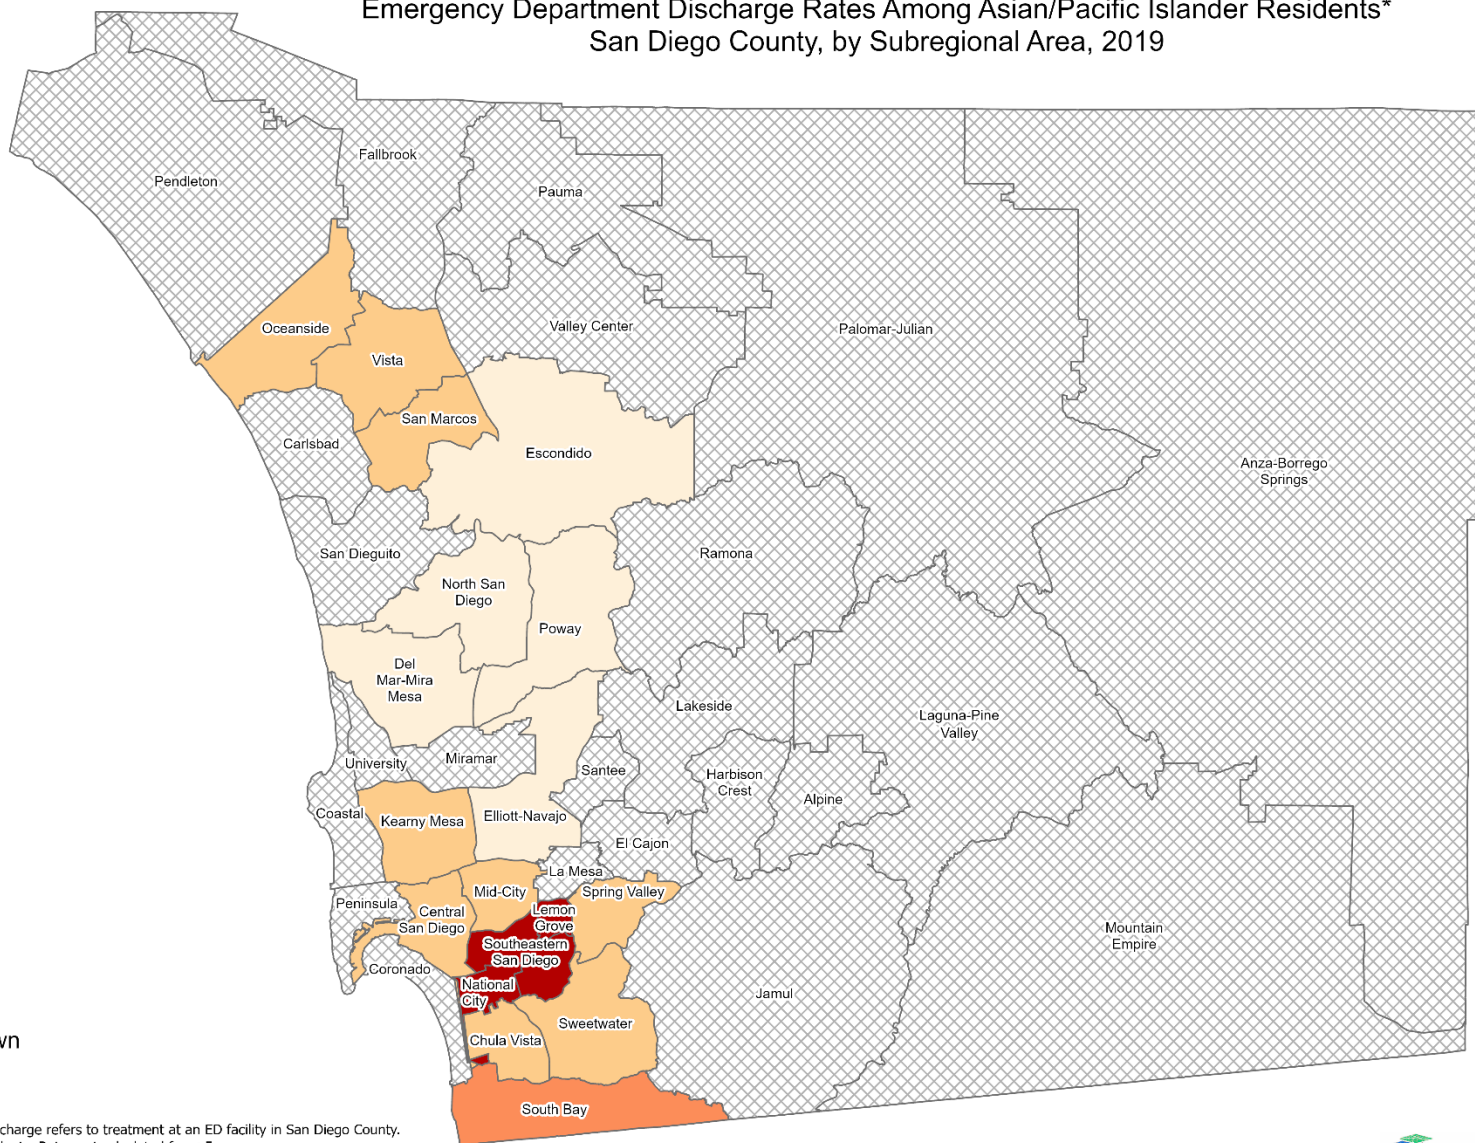 Emergency Department Discharge Rates Among Asian/Pacific Islander Residents*
San Diego County, by Subregional Area, 2019
Fallbrook
Pendleton
Pauma
Oceanside
Valley Center
Palomar-Julian
Vista
San Marcos
Carlsbad
Escondido
Anza-Borrego
Springs
San Dieguito
Ramona
North San
Diego
Poway
Del
Mar-Mira
Mesa
Lakeside
Laguna-Pine
Valley
University
Miramar
Santee
Harbison
Crest
Alpine
Coastal
Kearny Mesa
Elliott-Navajo
El Cajon
La Mesa
Mid-City
Spring Valley
Peninsula
Central
San Diego
Lemon
Grove
Southeastern
San Diego
Mountain
Empire
Coronado
National
City
Jamul
Sweetwater
Chula Vista
wn
South Bay
charge refers to treatment at an ED facility in San Diego County.